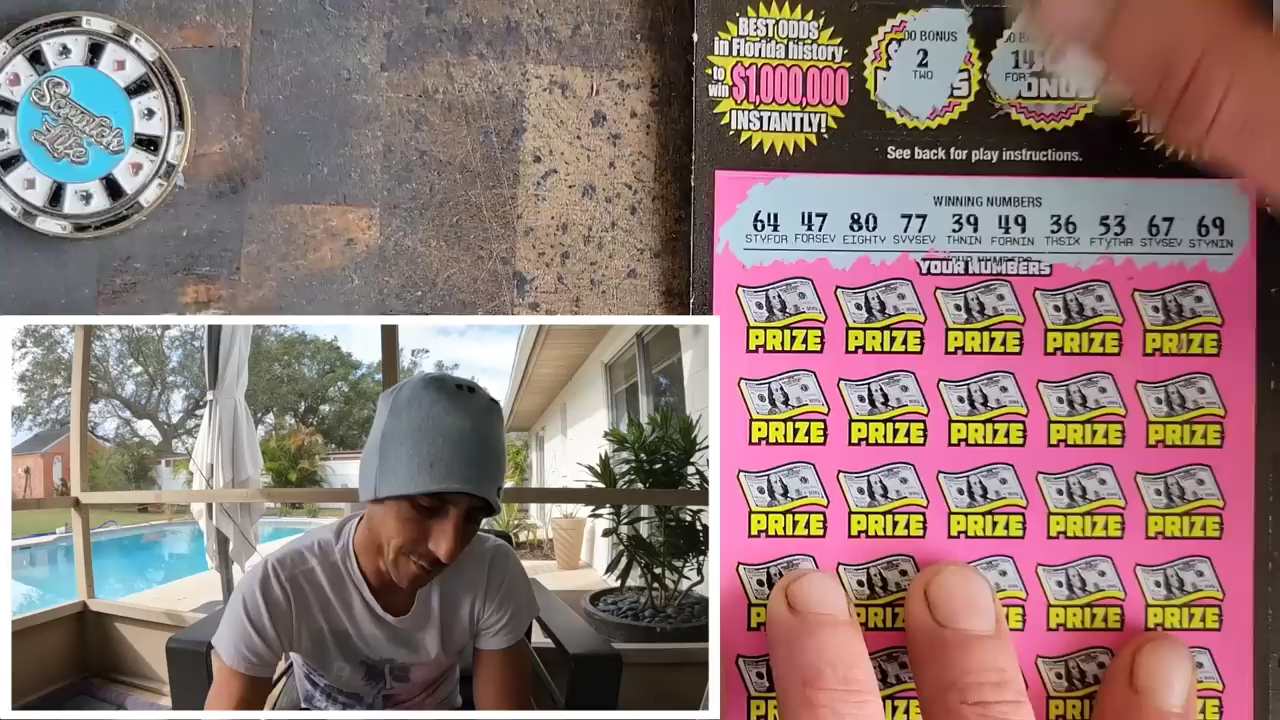 Scratch Life
BEST ODDS
in Florida history
to win $1,000,000
INSTANTLY!
00 BONUS
2
TWO
See back for play instructions.
WINNING NUMBERS
64 47 80 77 39 49 36 53 67 69
STYFOR FORSEV EIGHTY SVYSEV THNIN FORNIN THSIX FTYTHR STYSEV STYNIN
YOUR NUMBERS
PRIZE PRIZE PRIZE PRIZE PRIZE
PRIZE PRIZE PRIZE PRIZE PRIZE
PRIZE PRIZE PRIZE PRIZE PRIZE
PRIZE PRIZE